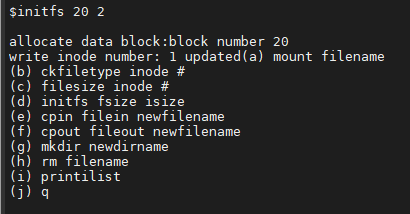 $initfs 20 2
allocate data block:block number 20
write inode number: 1 updated(a) mount filename
(b) ckfiletype inode #
(c) filesize inode #
(d) initfs fsize isize
(e) cpin filein newfilename
(f) cpout fileout newfilename
(g) mkdir newdirname
(h) rm filename
(i) printilist
(j) q